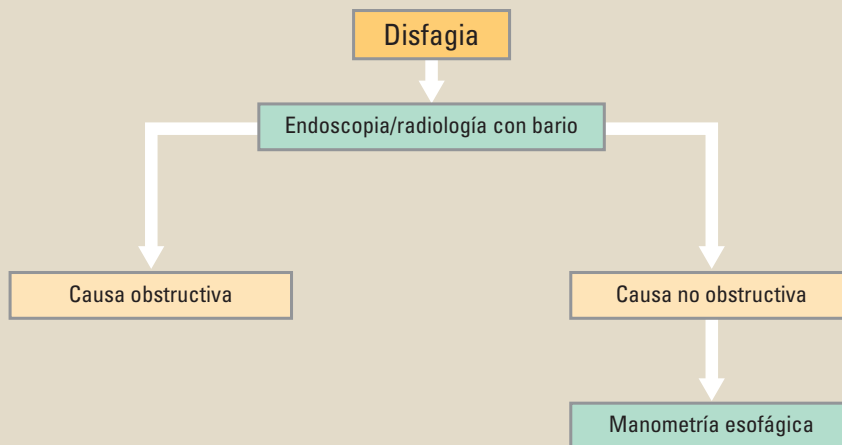 Disfagia
Endoscopia/radiología con bario
Causa obstructiva
Causa no obstructiva
Manometría esofágica